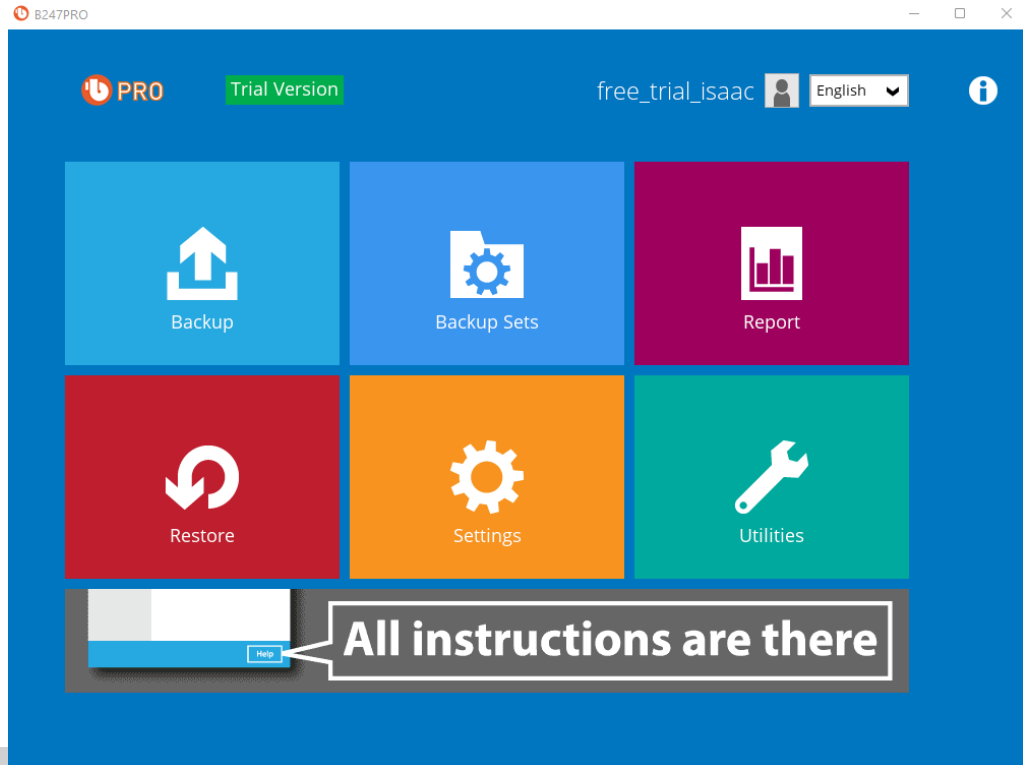 B247PRO
PRO
Trial Version
free_trial_isaac
English
Backup
Backup Sets
Report
Restore
Settings
Utilities
Help
All instructions are there